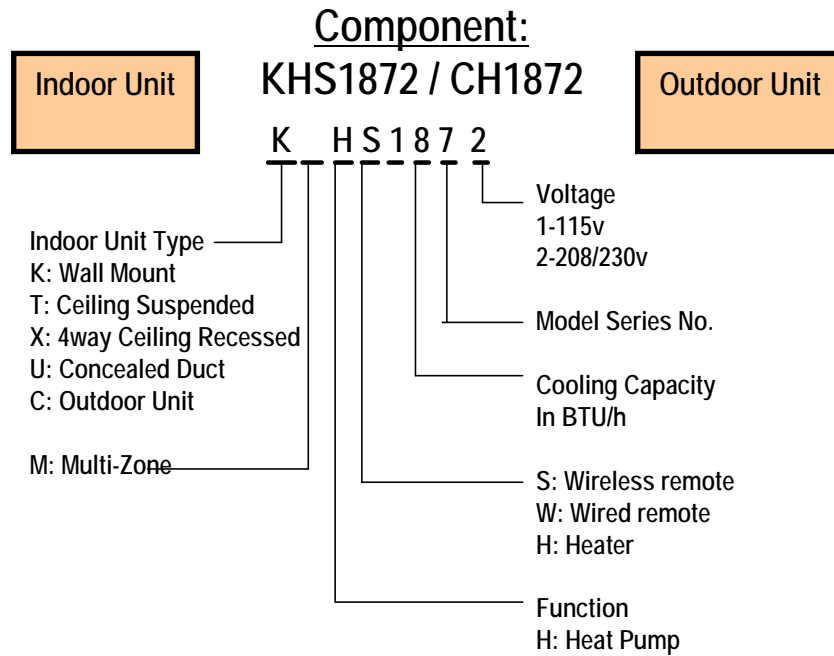 Component:
Indoor Unit
KHS1872 / CH1872
Outdoor Unit
K HS1872
Indoor Unit Type
K: Wall Mount
T: Ceiling Suspended
X: 4way Ceiling Recessed
U: Concealed Duct
C: Outdoor Unit
M: Multi-Zone
Voltage
1-115v
2-208/230v
Model Series No.
Cooling Capacity
In BTU/h
S: Wireless remote
W: Wired remote
H: Heater
Function
H: Heat Pump